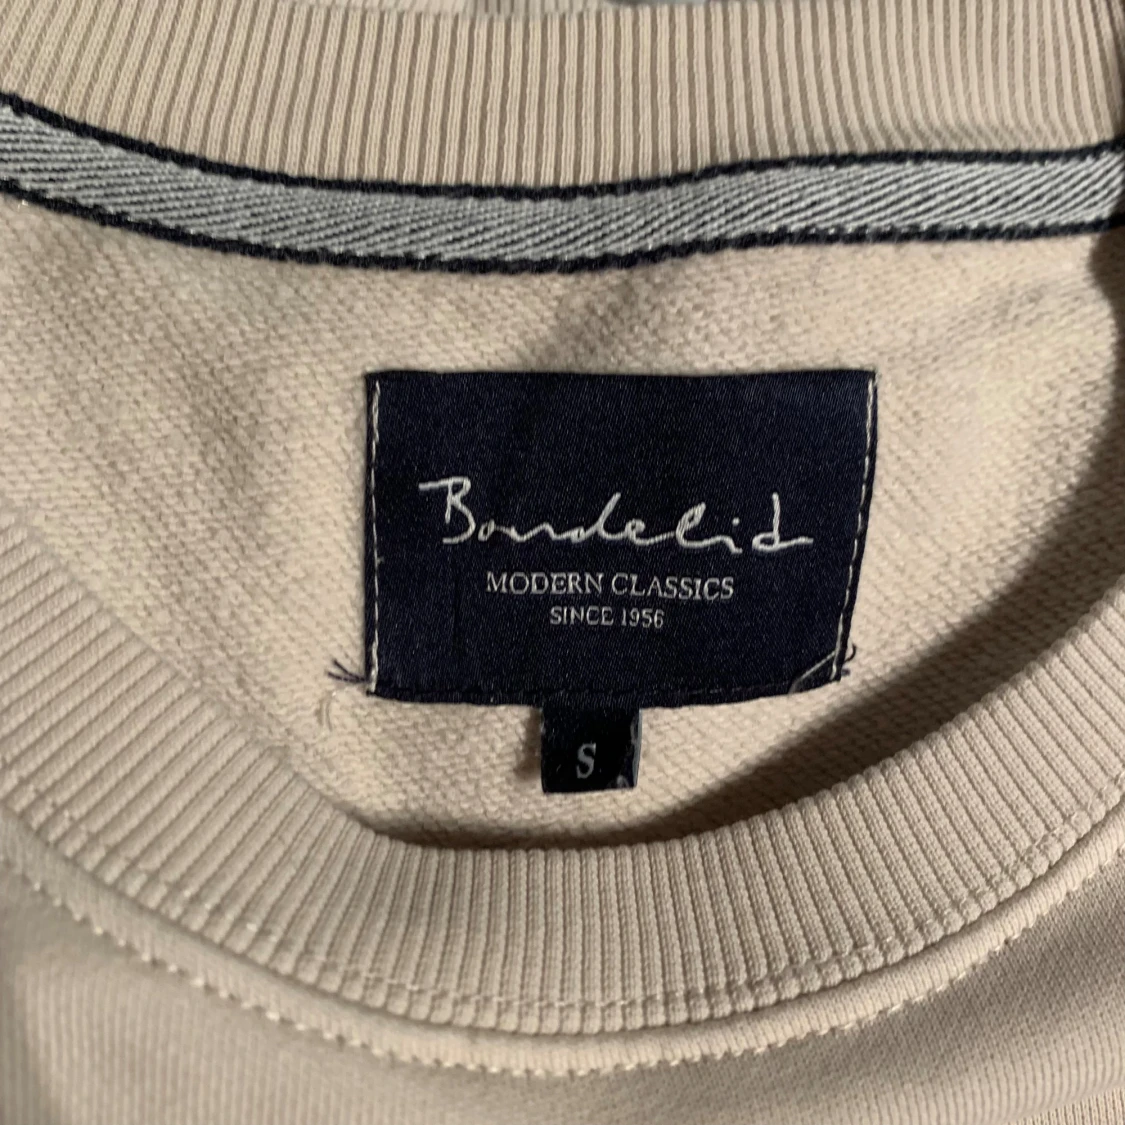 Bondelid
MODERN CLASSICS
SINCE 1956
S